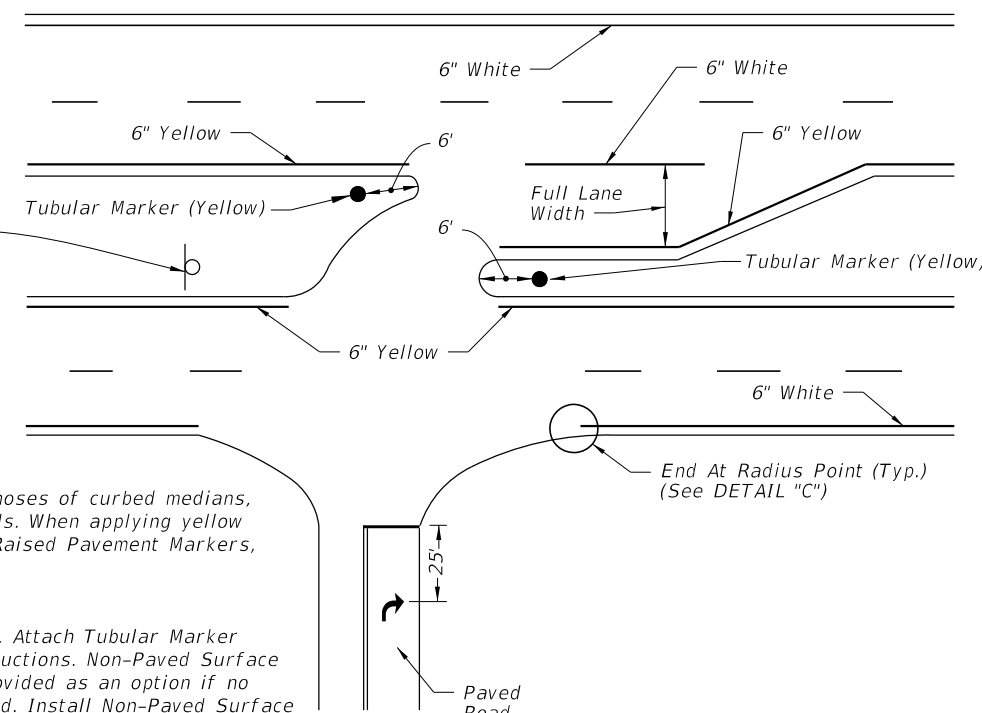 6" White
6" White
6" Yellow
6'
6" Yellow
Full Lane
Width
Tubular Marker (Yellow)
6'
Tubular Marker (Yellow)
6" Yellow
6" White
End At Radius Point (Typ.)
(See DETAIL "C")
noses of curbed medians,
ls. When applying yellow
Raised Pavement Markers,
25'
. Attach Tubular Marker
uctions. Non-Paved Surface
ovided as an option if no
d. Install Non-Paved Surface
Paved
Road